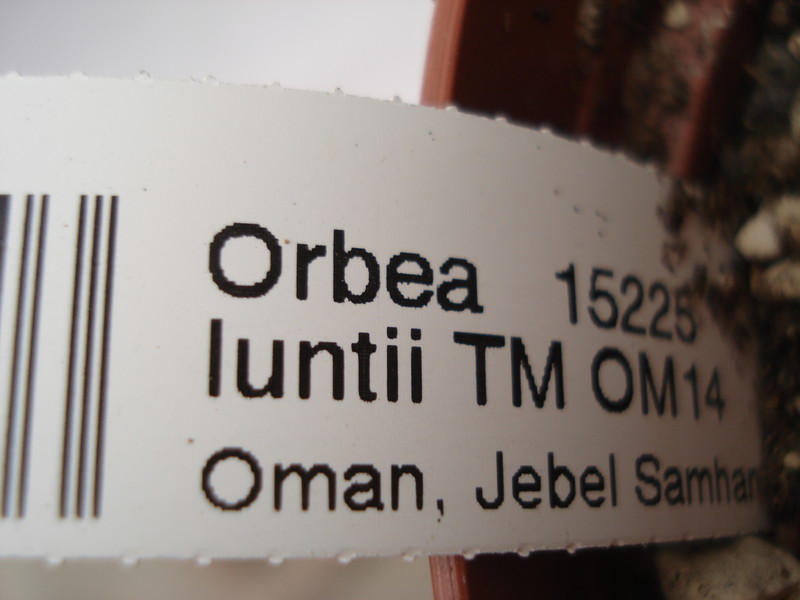 Orbea 15225
luntii TM OM14
Oman, Jebel Samhan